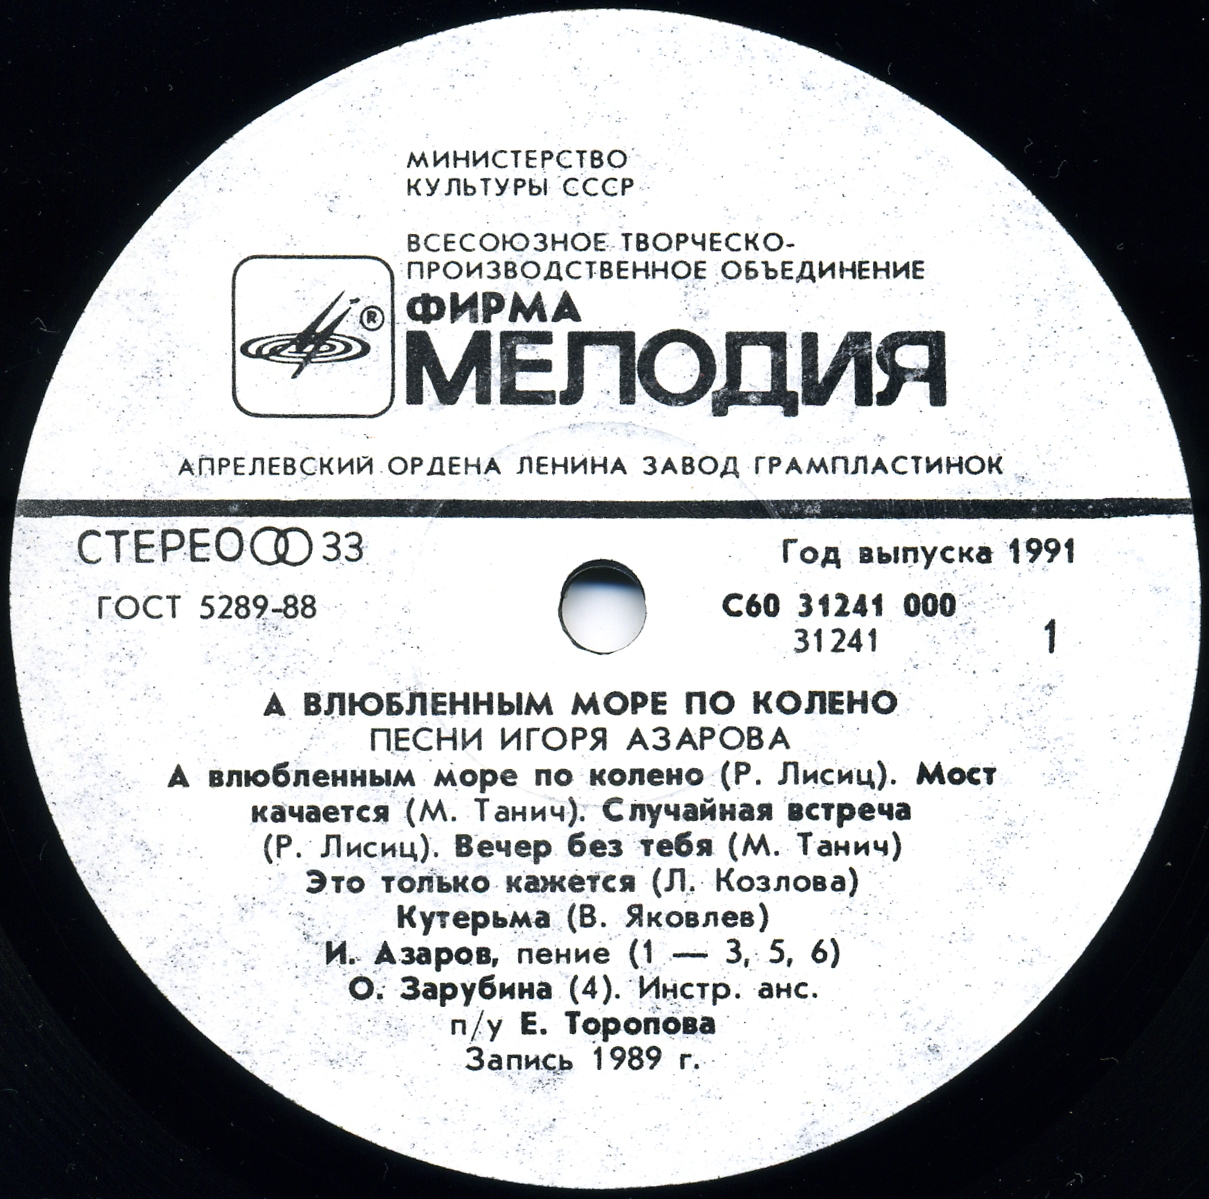 МИНИСТЕРСТВО
КУЛЬТУРЫ СССР
ВСЕСОЮЗНОЕ ТВОРЧЕСКО-
ПРОИЗВОДСТВЕННОЕ ОБЪЕДИНЕНИЕ
ФИРМА
®
МЕЛОДИЯ
АПРЕЛЕВСКИЙ ОРДЕНА ЛЕНИНА ЗАВОД ГРАМПЛАСТИНОК
СТЕРЕО 33
Год выпуска 1991
ГОСТ 5289-88
С60 31241 000
31241
1
А ВЛЮБЛЕННЫМ МОРЕ ПО КОЛЕНО
ПЕСНИ ИГОРЯ АЗАРОВА
А влюбленным море по колено (Р. Лисиц). Мост
качается (М. Танич). Случайная встреча
(Р. Лисиц). Вечер без тебя (М. Танич)
Это только кажется (Л. Козлова)
Кутерьма (В. Яковлев)
И. Азаров, пение (1 — 3, 5, 6)
О. Зарубина (4). Инстр. анс.
п/у Е. Торопова
Запись 1989 г.